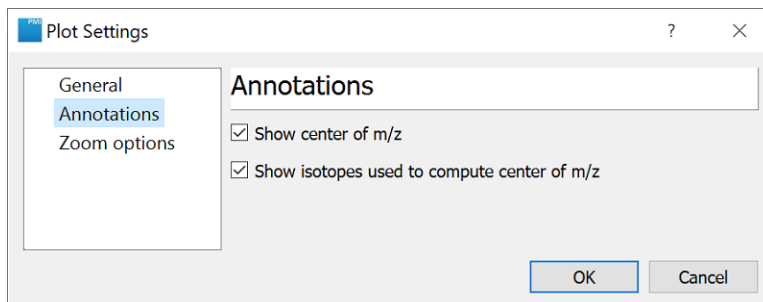 PMI
Plot Settings
?
General
Annotations
Zoom options
Annotations
Show center of m/z
Show isotopes used to compute center of m/z
OK
Cancel